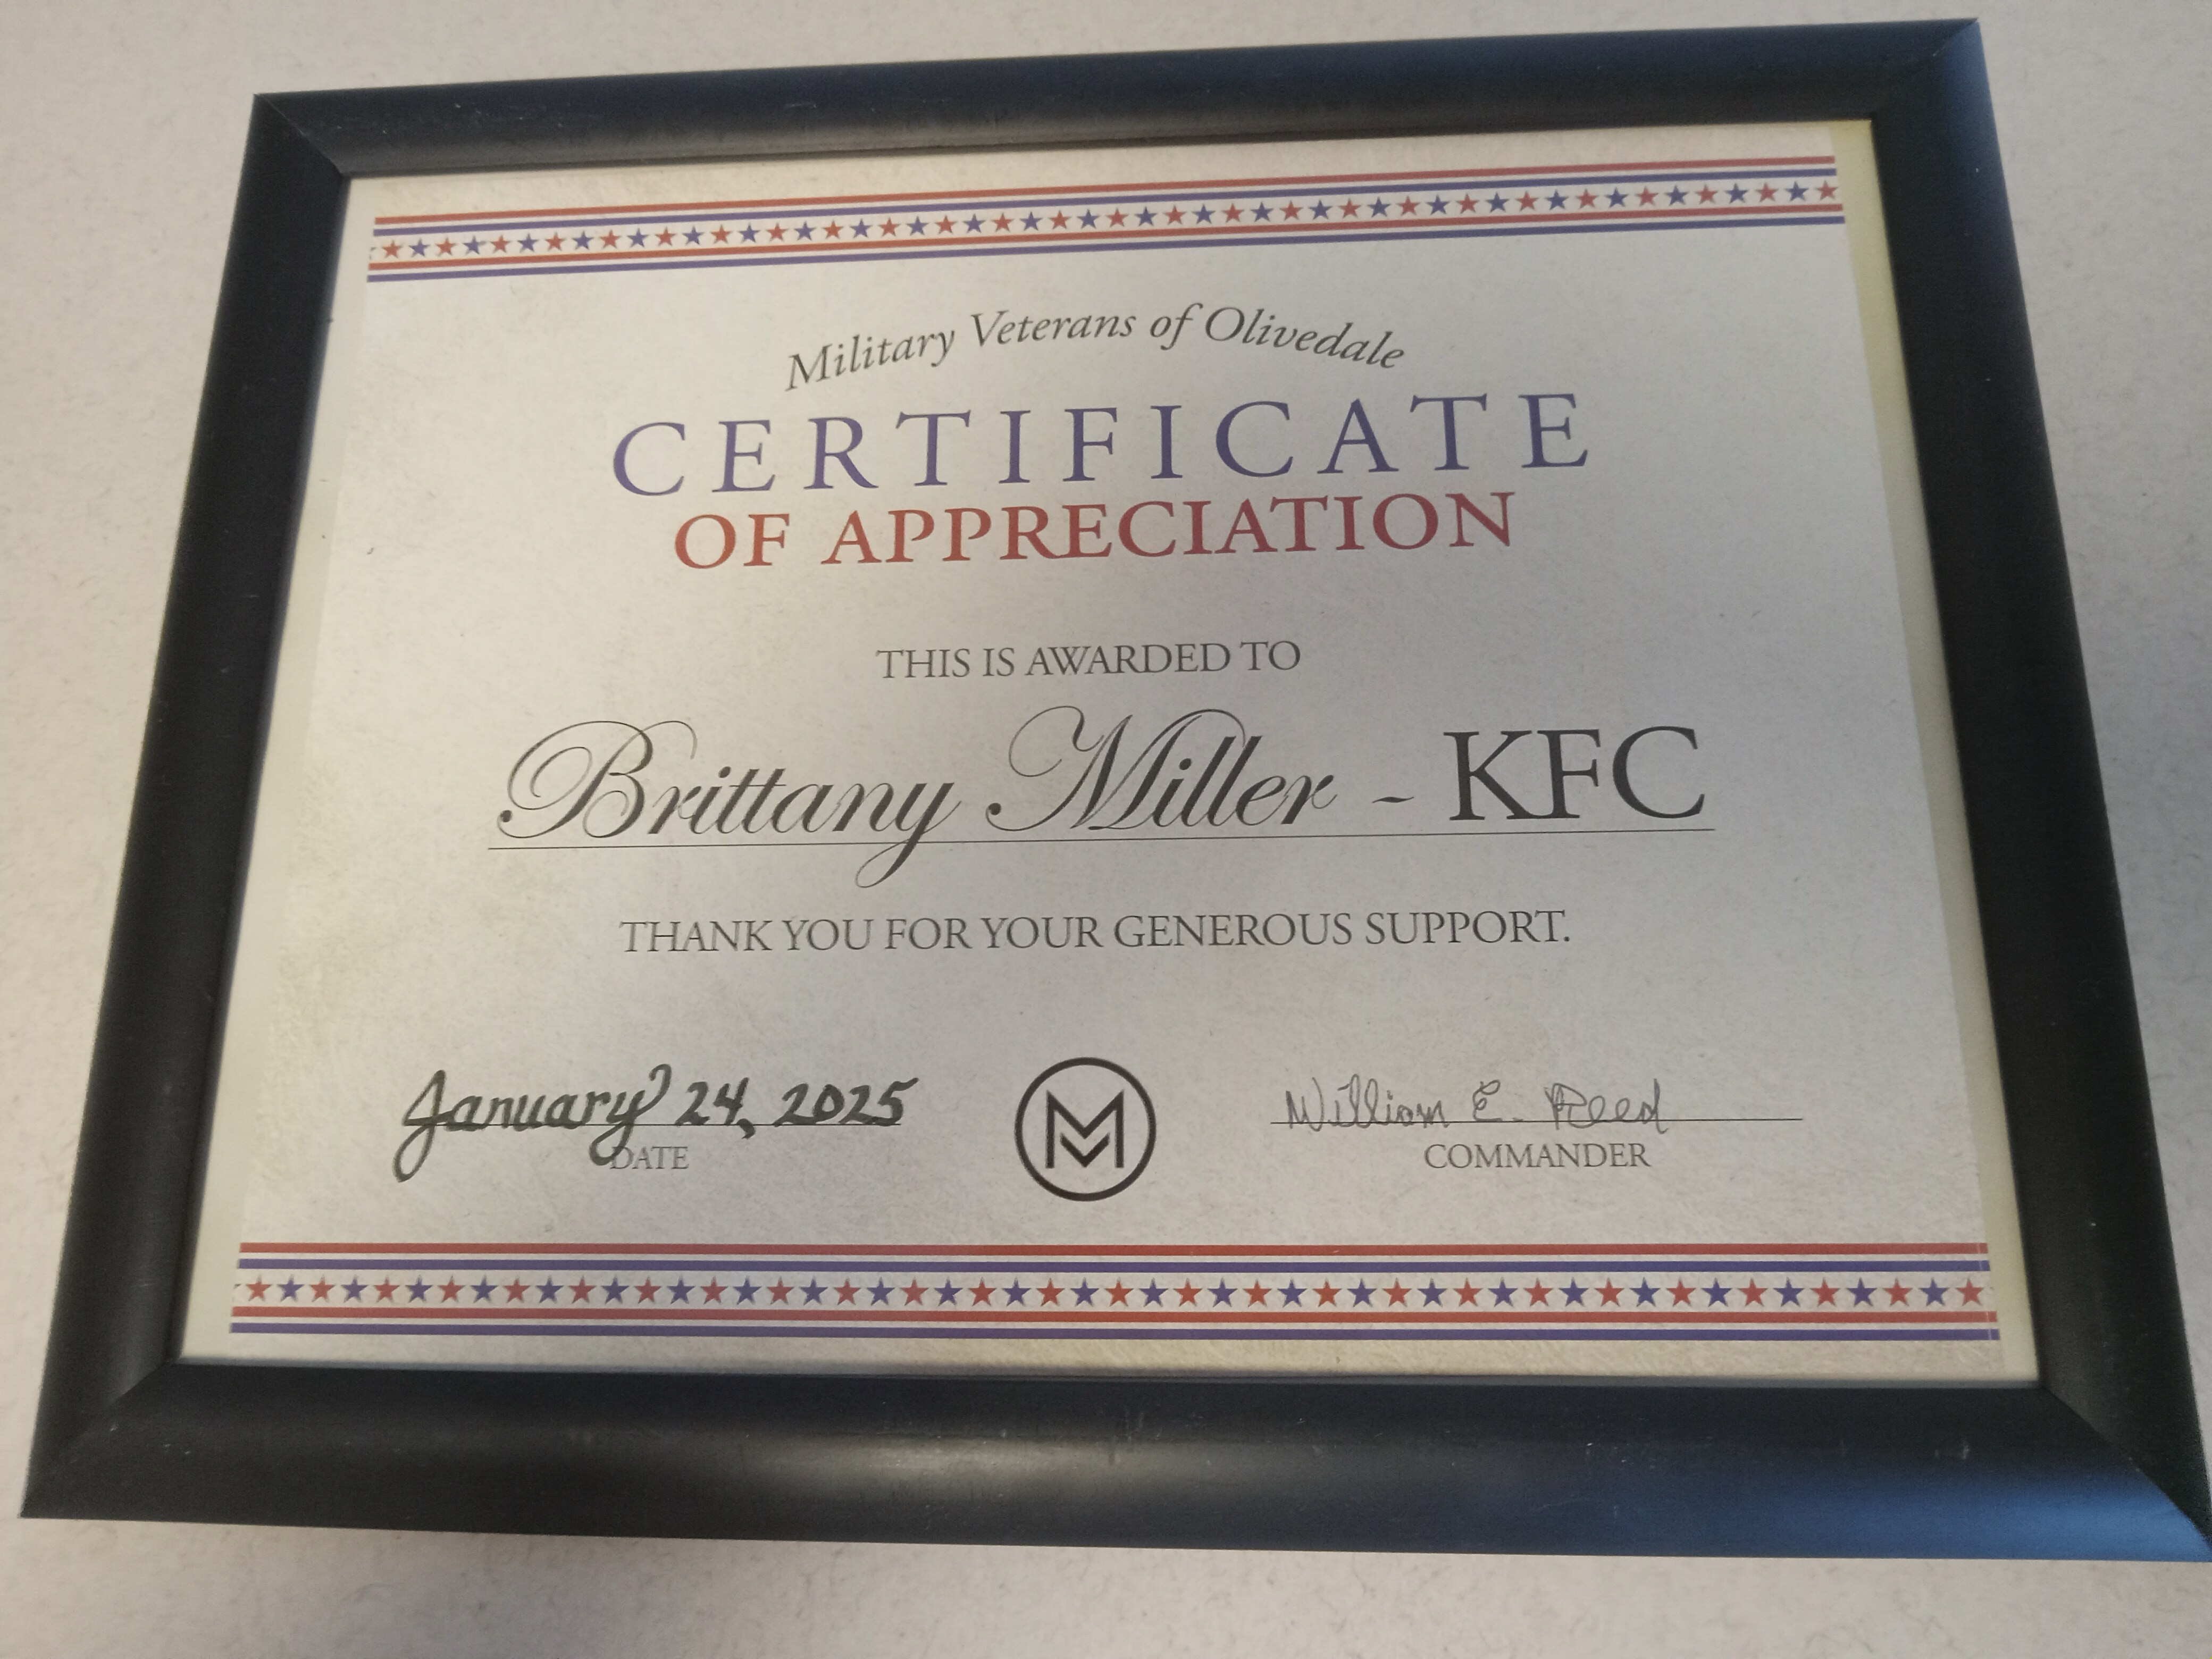 Military Veterans of Olivedale
CERTIFICATE
OF APPRECIATION
THIS IS AWARDED TO
Brittany Miller - KFC
THANK YOU FOR YOUR GENEROUS SUPPORT.
January 24, 2025
DATE
William E. Reed
COMMANDER